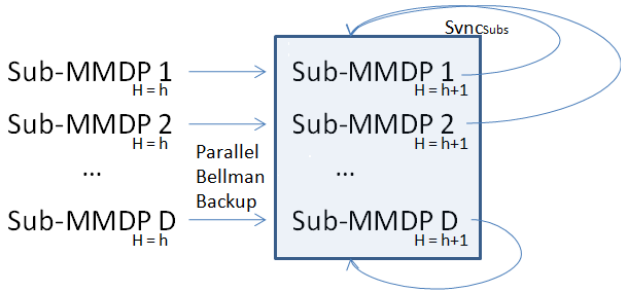 SyncSubs
Sub-MMDP 1
H = h
Sub-MMDP 1
H = h+1
Sub-MMDP 2
H = h
Sub-MMDP 2
H = h+1
Parallel
Bellman
Backup
...
...
Sub-MMDP D
H = h
Sub-MMDP D
H = h+1